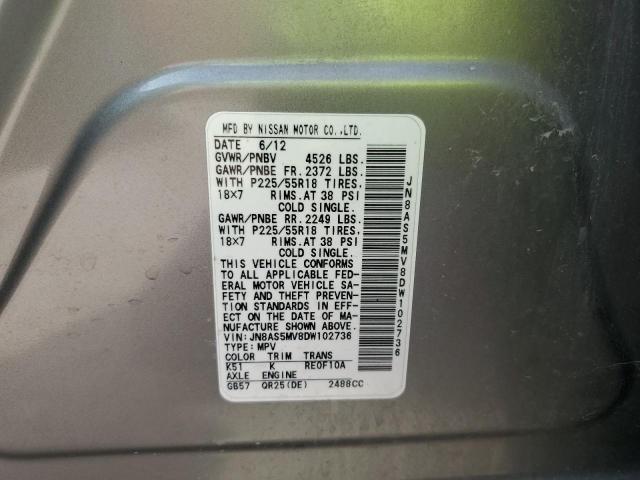 MFD BY NISSAN MOTOR CO.,LTD.
DATE 6/12
GVWR/PNBV 4526 LBS.
GAWR/PNBE FR. 2372 LBS.
WITH P225/55R18 TIRES.
18X7 RIMS.AT 38 PSI
COLD SINGLE.
GAWR/PNBE RR. 2249 LBS.
WITH P225/55R18 TIRES.
18X7 RIMS.AT 38 PSI
COLD SINGLE.
THIS VEHICLE CONFORMS
TO ALL APPLICABLE FED-
ERAL MOTOR VEHICLE SA-
FETY AND THEFT PREVEN-
TION STANDARDS IN EFF-
ECT ON THE DATE OF MA-
NUFACTURE SHOWN ABOVE.
VIN: JN8AS5MV8DW102736
TYPE: MPV
COLOR TRIM TRANS
K51 K RE0F10A
AXLE ENGINE
GB57 QR25(DE) 2488CC
JN8AS5MV8DW102736